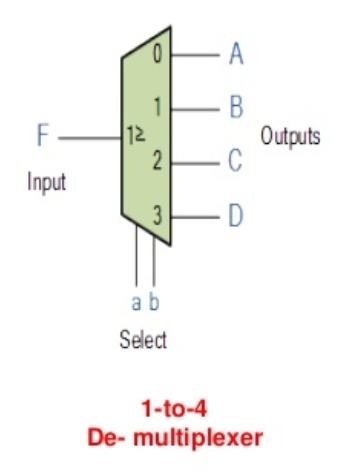 0 A
1 B
F 1≥ Outputs
2 C
Input
3 D
a b
Select
1-to-4
De- multiplexer